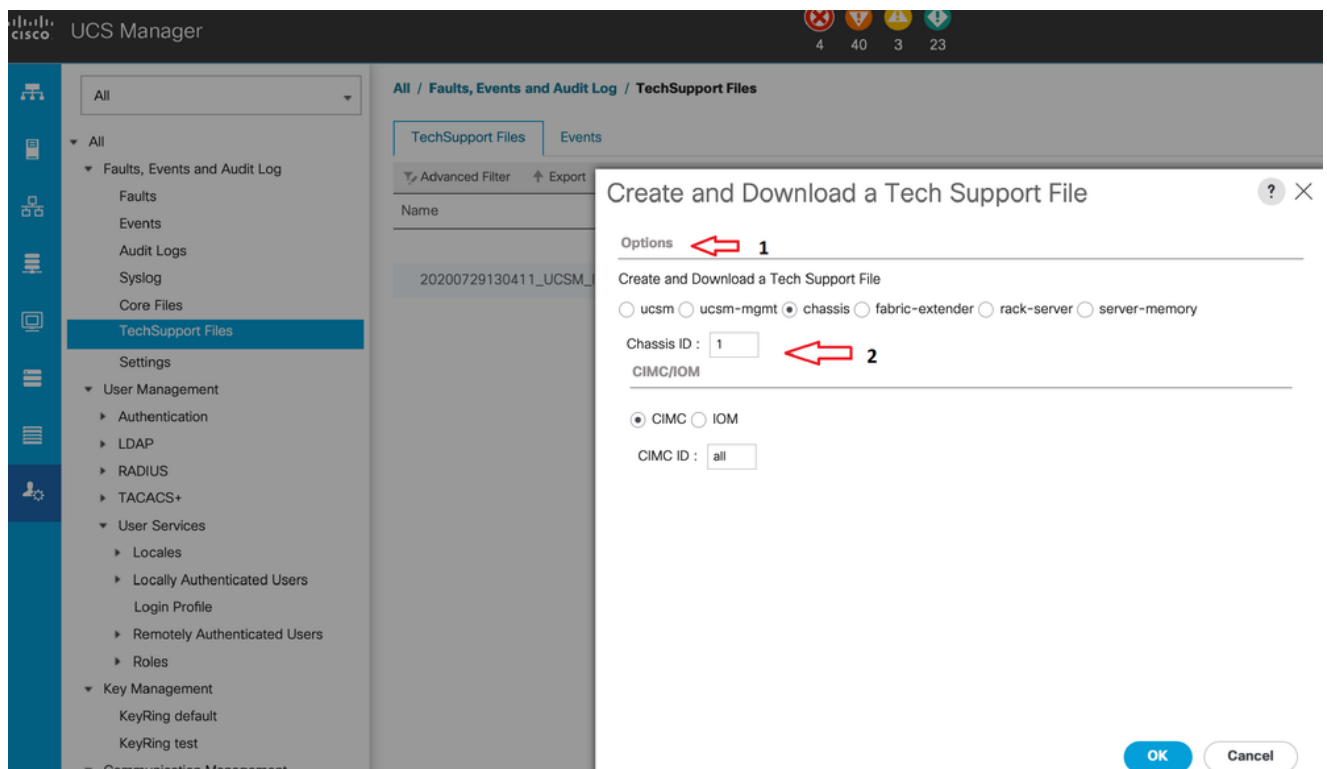 CISCO UCS Manager
4 40 3 23
All
All
Faults, Events and Audit Log
Faults
Events
Audit Logs
Syslog
Core Files
TechSupport Files
Settings
User Management
Authentication
LDAP
RADIUS
TACACS+
User Services
Locales
Locally Authenticated Users
Login Profile
Remotely Authenticated Users
Roles
Key Management
KeyRing default
KeyRing test
Communication Management
All / Faults, Events and Audit Log / TechSupport Files
TechSupport Files Events
Advanced Filter Export
Name
20200729130411_UCSM_
Create and Download a Tech Support File ?
Options 1
Create and Download a Tech Support File
ucsm ucsm-mgmt chassis fabric-extender rack-server server-memory
Chassis ID : 1 2
CIMC/IOM
CIMC IOM
CIMC ID : all
OK Cancel